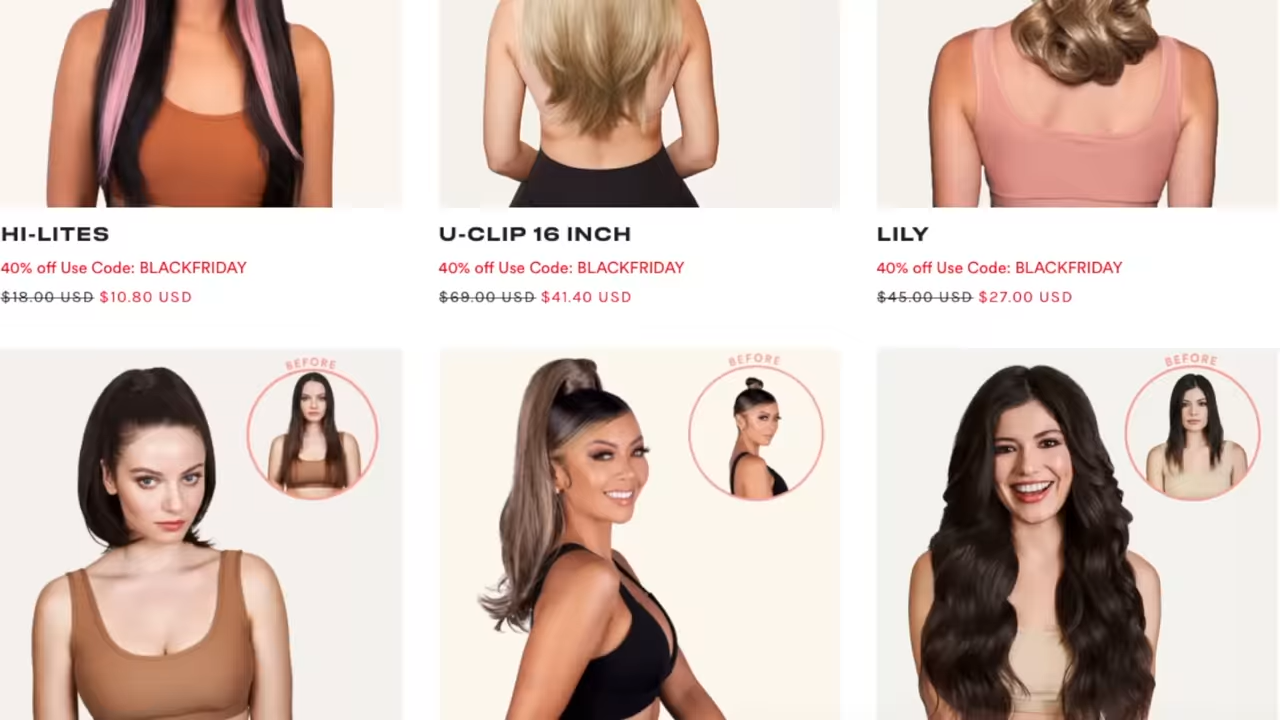 HI-LITES
40% off Use Code: BLACKFRIDAY
$18.00 USD $10.80 USD
U-CLIP 16 INCH
40% off Use Code: BLACKFRIDAY
$69.00 USD $41.40 USD
LILY
40% off Use Code: BLACKFRIDAY
$45.00 USD $27.00 USD
BEFORE
BEFORE
BEFORE